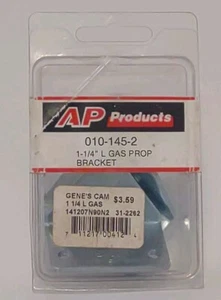 AP Products
010-145-2
1-1/4" L GAS PROP
BRACKET
GENE'S CAM $3.59
1 1/4 L GAS
141207N90N2 31-2262